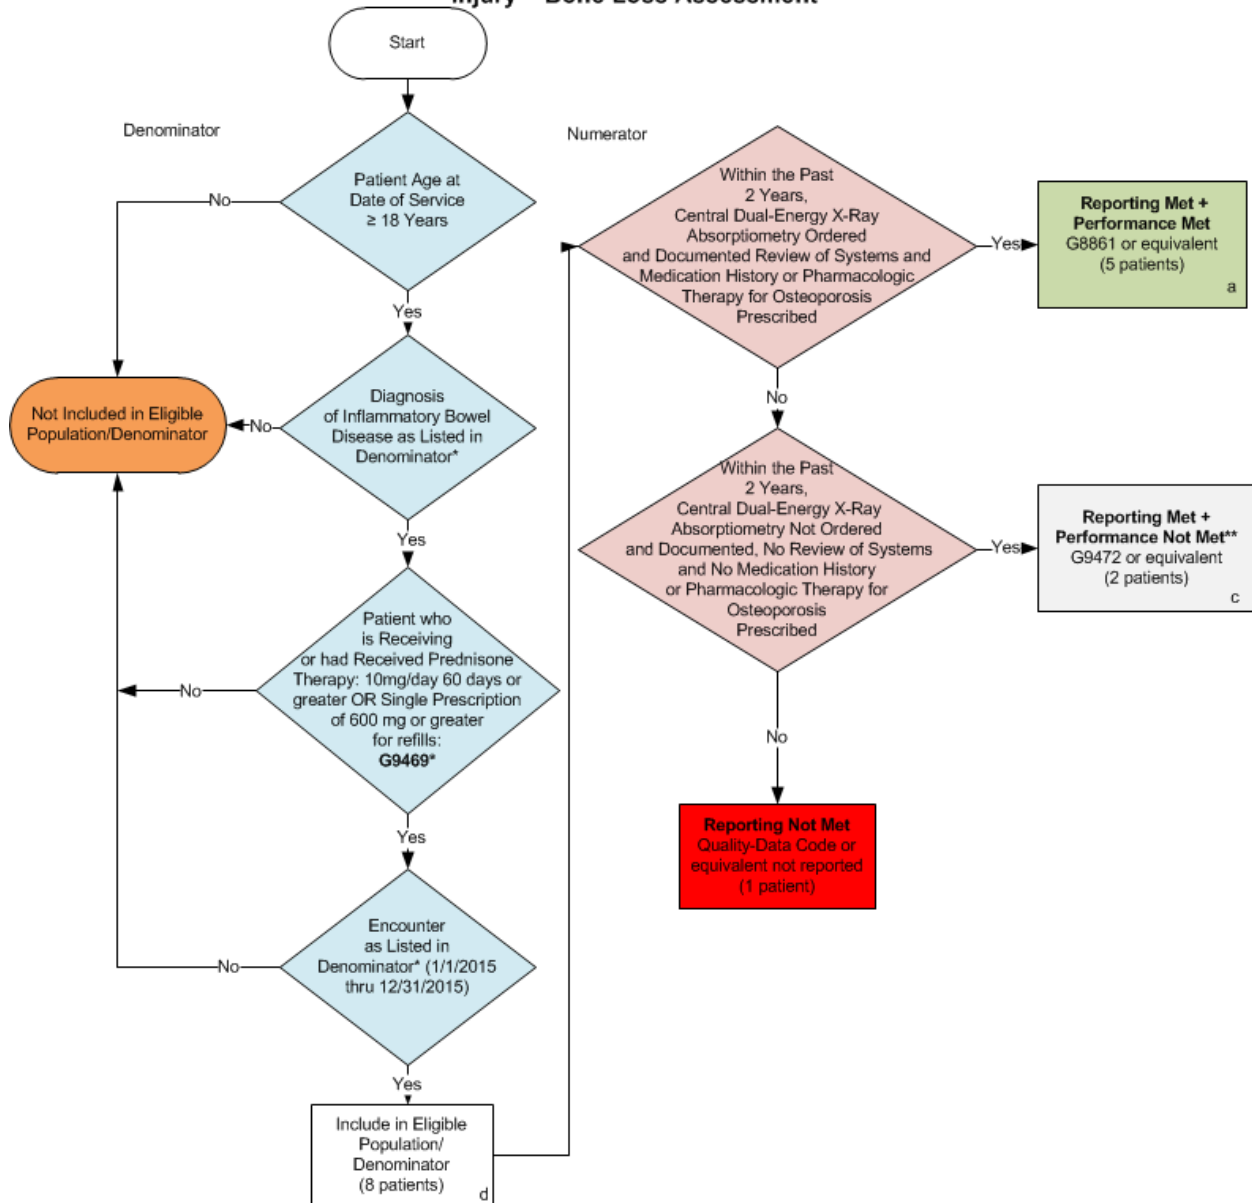 Injury – Bone Loss Assessment
Start
Denominator
Patient Age at
Date of Service
≥ 18 Years
No
Yes
Not Included in Eligible
Population/Denominator
Diagnosis
of Inflammatory Bowel
Disease as Listed in
Denominator*
No
Yes
Patient who
is Receiving
or had Received Prednisone
Therapy: 10mg/day 60 days or
greater OR Single Prescription
of 600 mg or greater
for refills:
G9469*
No
Yes
Encounter
as Listed in
Denominator* (1/1/2015
thru 12/31/2015)
No
Yes
Include in Eligible
Population/
Denominator
(8 patients)
d
Numerator
Within the Past
2 Years,
Central Dual-Energy X-Ray
Absorptiometry Ordered
and Documented Review of Systems and
Medication History or Pharmacologic
Therapy for Osteoporosis
Prescribed
Yes
Reporting Met +
Performance Met
G8861 or equivalent
(5 patients)
a
No
Within the Past
2 Years,
Central Dual-Energy X-Ray
Absorptiometry Not Ordered
and Documented, No Review of Systems
and No Medication History
or Pharmacologic Therapy for
Osteoporosis
Prescribed
Yes
Reporting Met +
Performance Not Met**
G9472 or equivalent
(2 patients)
c
No
Reporting Not Met
Quality-Data Code or
equivalent not reported
(1 patient)